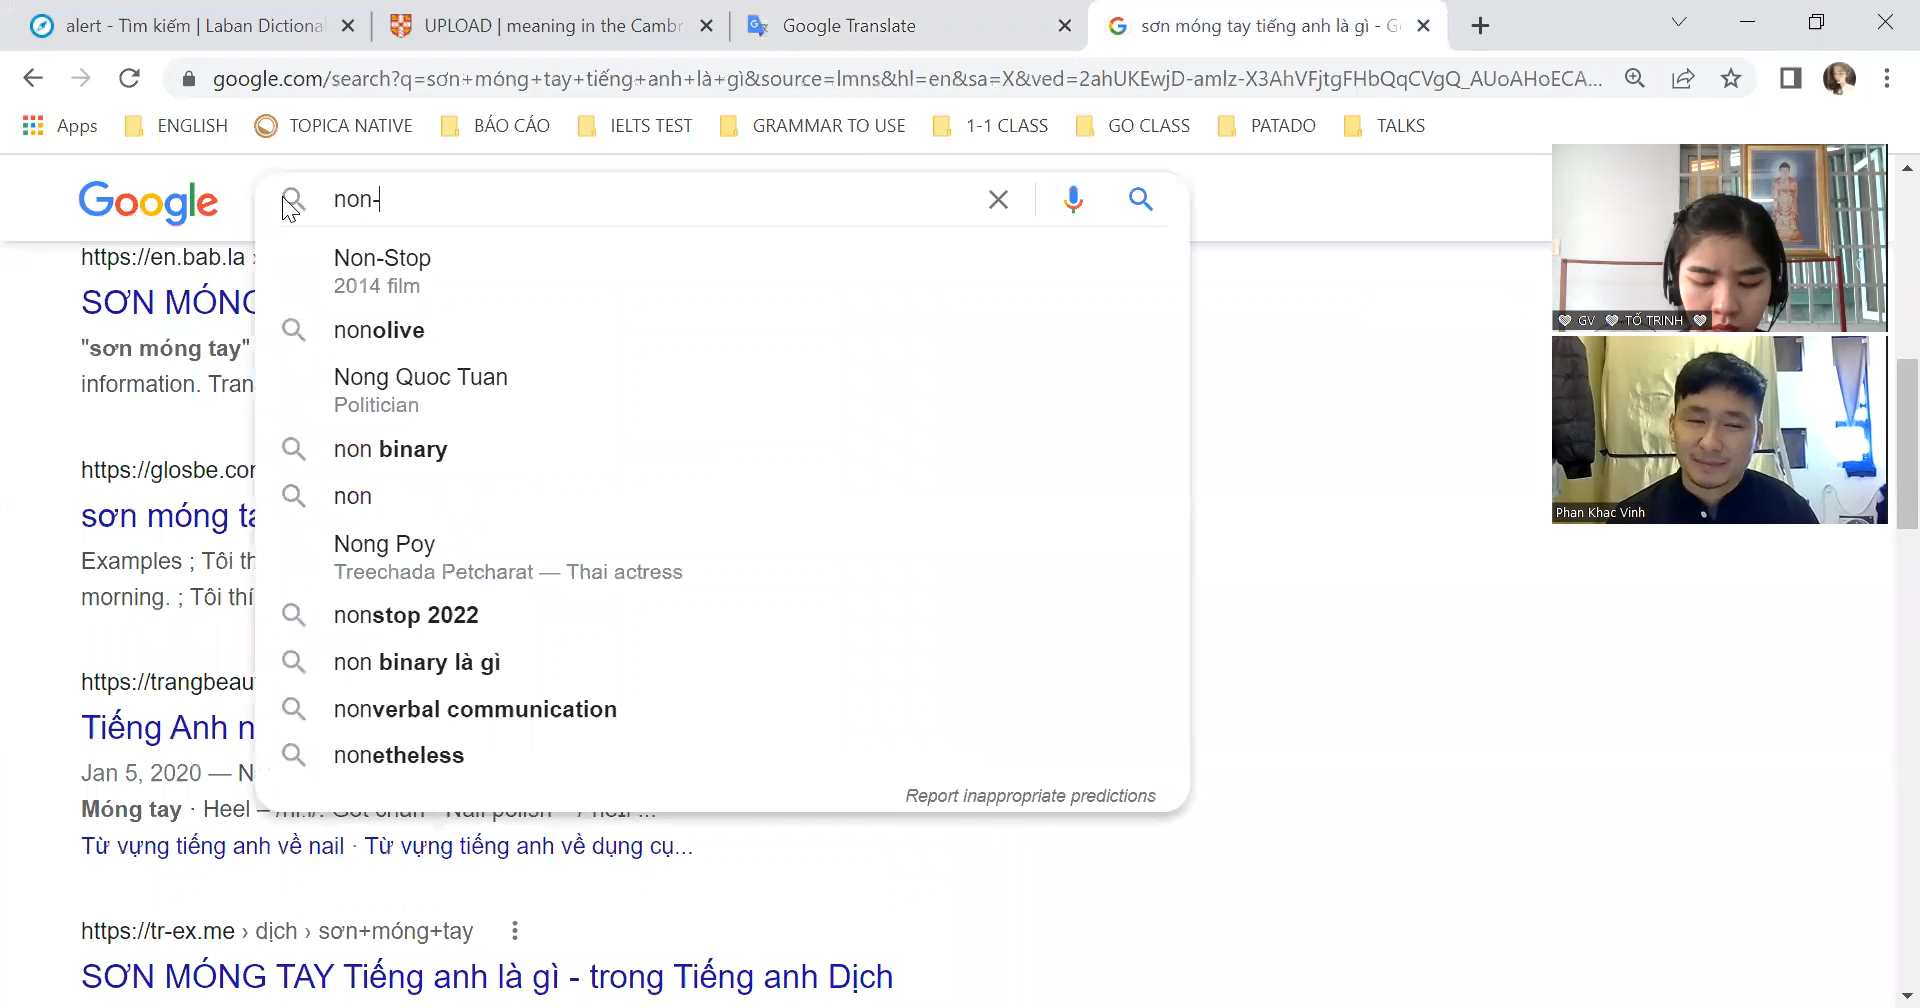 alert - Tìm kiếm | Laban Dictiona
UPLOAD | meaning in the Cambr
Google Translate
sơn móng tay tiếng anh là gì - G
google.com/search?q=sơn+móng+tay+tiếng+anh+là+gì&source=lmns&hl=en&sa=X&ved=2ahUKEwjD-amlz-X3AhVFjtgFHbQqCVgQ_AUoAHoECA...
Apps
ENGLISH
TOPICA NATIVE
BÁO CÁO
IELTS TEST
GRAMMAR TO USE
1-1 CLASS
GO CLASS
PATADO
TALKS
Google
non-
Non-Stop
2014 film
nonolive
Nong Quoc Tuan
Politician
non binary
non
Nong Poy
Treechada Petcharat — Thai actress
nonstop 2022
non binary là gì
nonverbal communication
nonetheless
Report inappropriate predictions
https://en.bab.la ›
SƠN MÓNG
"sơn móng tay"
information. Tran
https://glosbe.cor
sơn móng ta
Examples ; Tôi th
morning. ; Tôi thí
https://trangbeau
Tiếng Anh n
Jan 5, 2020 — N
Móng tay · Heel –
Từ vựng tiếng anh về nail · Từ vựng tiếng anh về dụng cụ...
https://tr-ex.me › dịch › sơn+móng+tay
SƠN MÓNG TAY Tiếng anh là gì - trong Tiếng anh Dịch
GV TỐ TRINH
Phan Khac Vinh